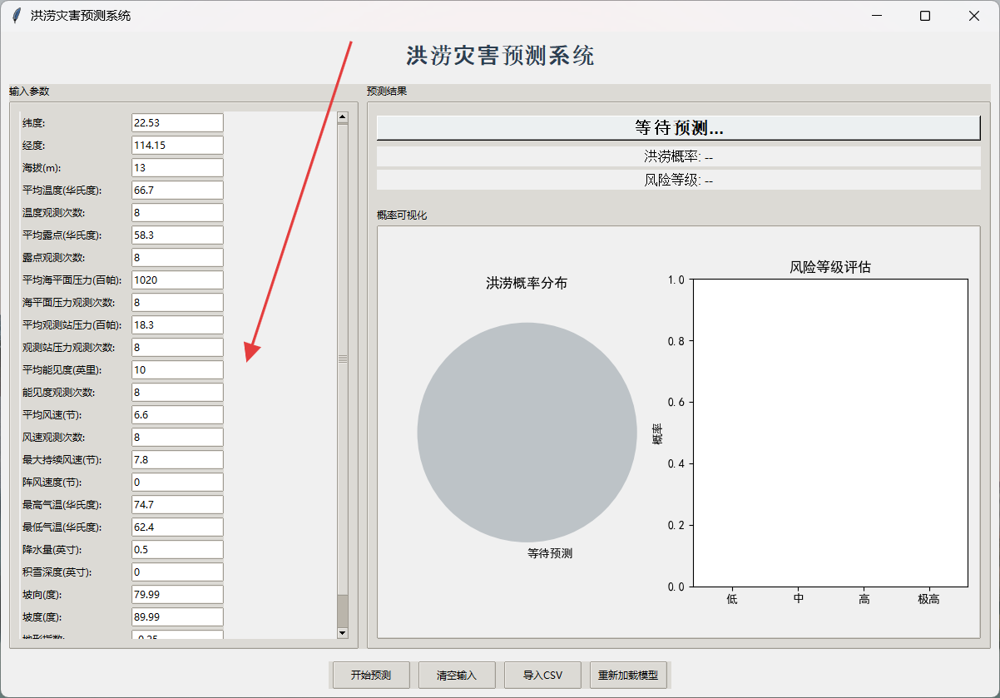 洪涝灾害预测系统
洪涝灾害预测系统
输入参数
纬度: 22.53
经度: 114.15
海拔(m): 13
平均温度(华氏度): 66.7
温度观测次数: 8
平均露点(华氏度): 58.3
露点观测次数: 8
平均海平面压力(百帕): 1020
海平面压力观测次数: 8
平均观测站压力(百帕): 18.3
观测站压力观测次数: 8
平均能见度(英里): 10
能见度观测次数: 8
平均风速(节): 6.6
风速观测次数: 8
最大持续风速(节): 7.8
阵风速度(节): 0
最高气温(华氏度): 74.7
最低气温(华氏度): 62.4
降水量(英寸): 0.5
积雪深度(英寸): 0
坡向(度): 79.99
坡度(度): 89.99
预测结果
等待预测...
洪涝概率: --
风险等级: --
概率可视化
洪涝概率分布
等待预测
风险等级评估
概率
1.0
0.8
0.6
0.4
0.2
0.0
低 中 高 极高
开始预测 清空输入 导入CSV 重新加载模型